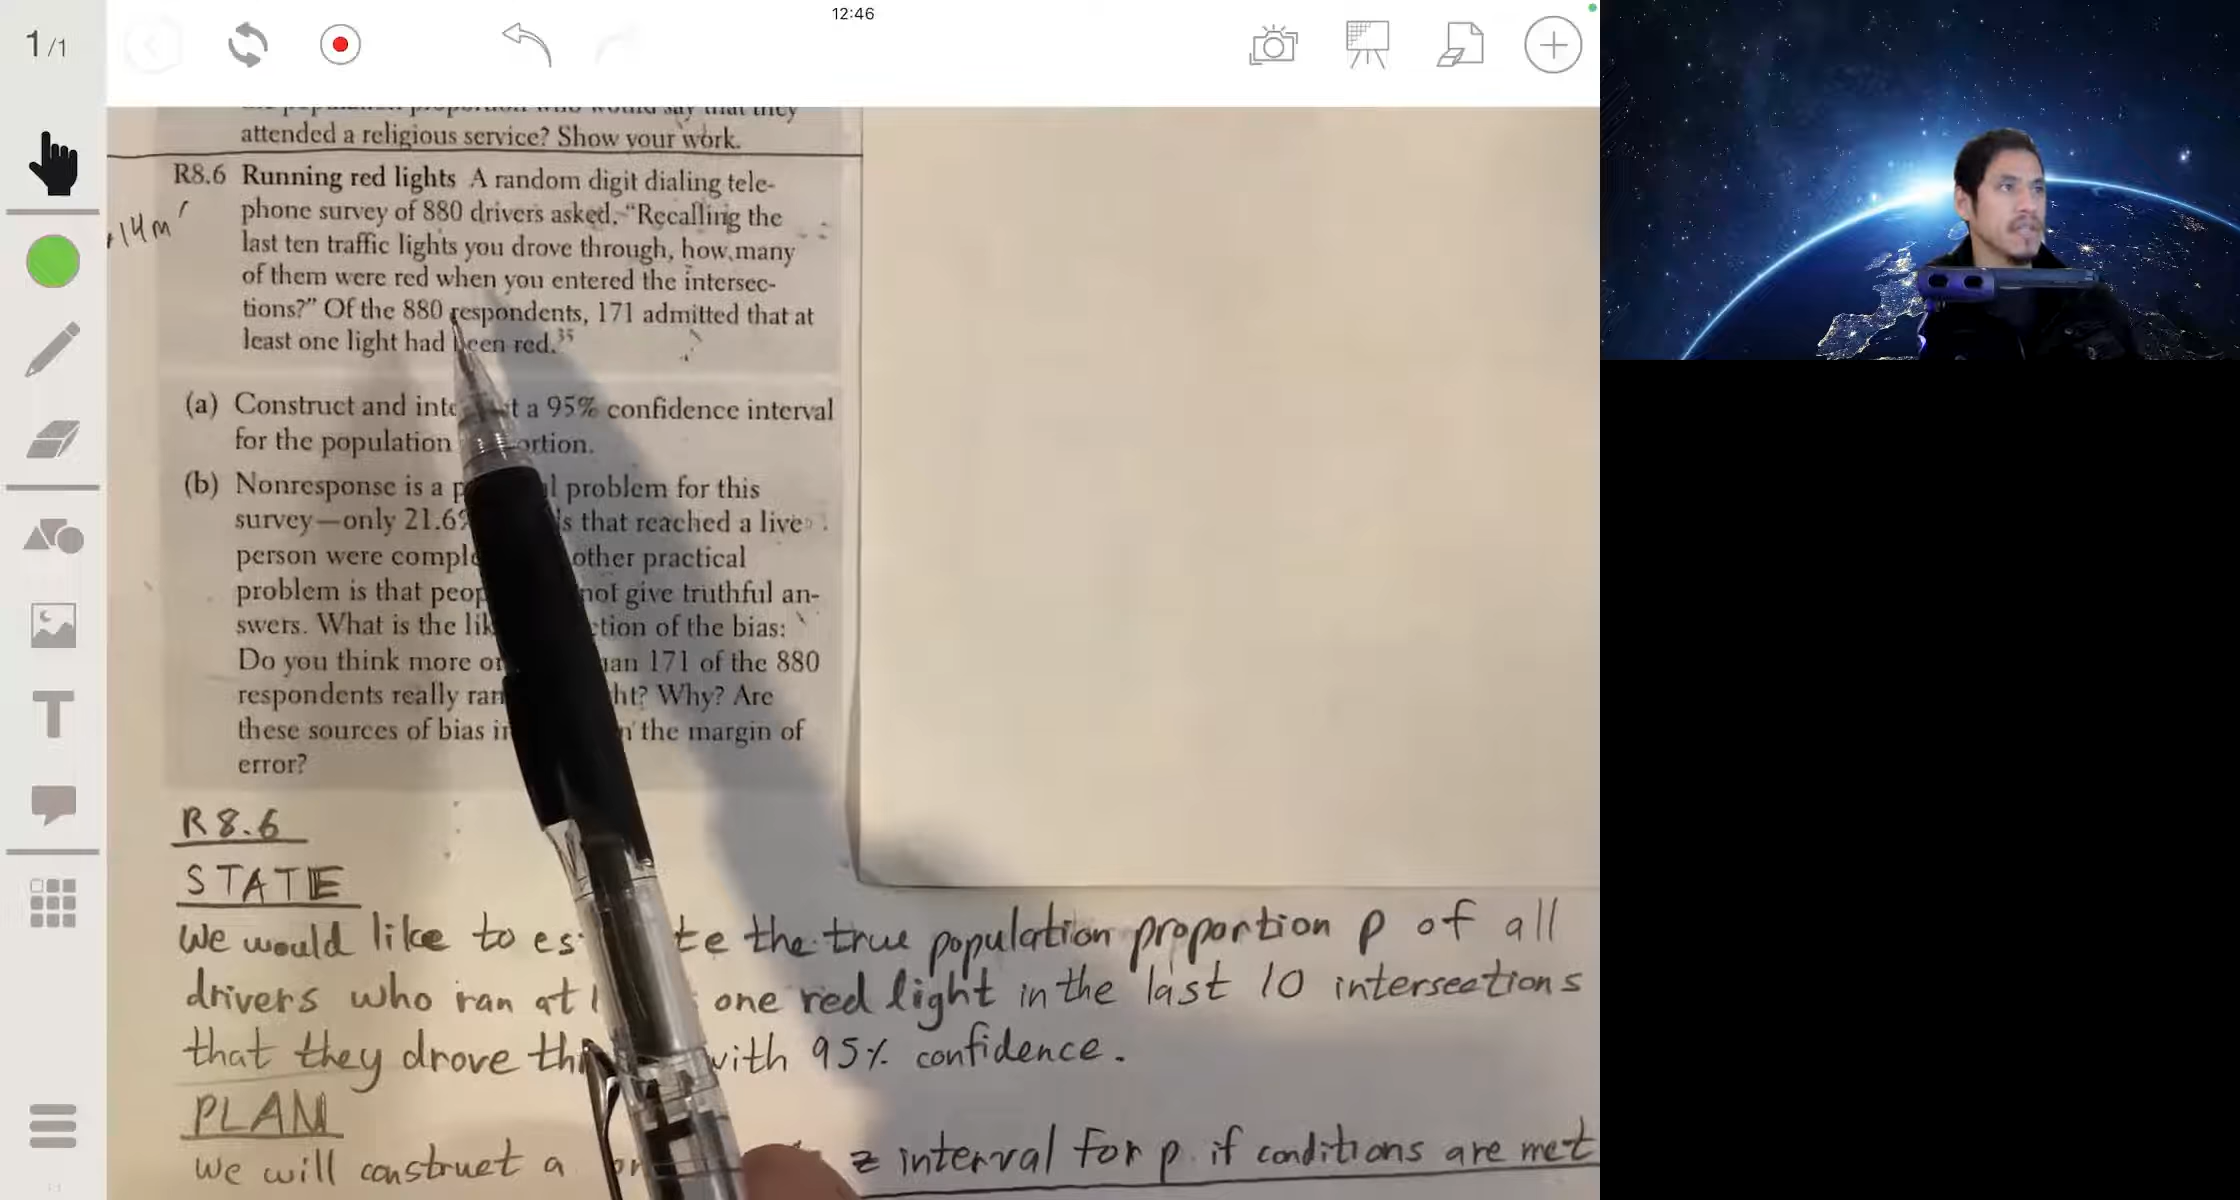 12:46
1/1
attended a religious service? Show your work.
R8.6 Running red lights A random digit dialing tele-
phone survey of 880 drivers asked, “Recalling the
last ten traffic lights you drove through, how many
of them were red when you entered the intersec-
tions?” Of the 880 respondents, 171 admitted that at
least one light had been red.35
14m
(a) Construct and a 95% confidence interval
for the population
(b) Nonresponse is a problem for this
survey—only that reached a live
person were other practical
problem is that not give truthful an-
swers. What is the of the bias:
Do you think more 171 of the 880
respondents really ran Why? Are
these sources of bias the margin of
error?
R8.6
STATE
We would like to the true population proportion p of all
drivers who ran one red light in the last 10 intersections
that they drove with 95% confidence.
PLAN
We will construct a z interval for p if conditions are met
T